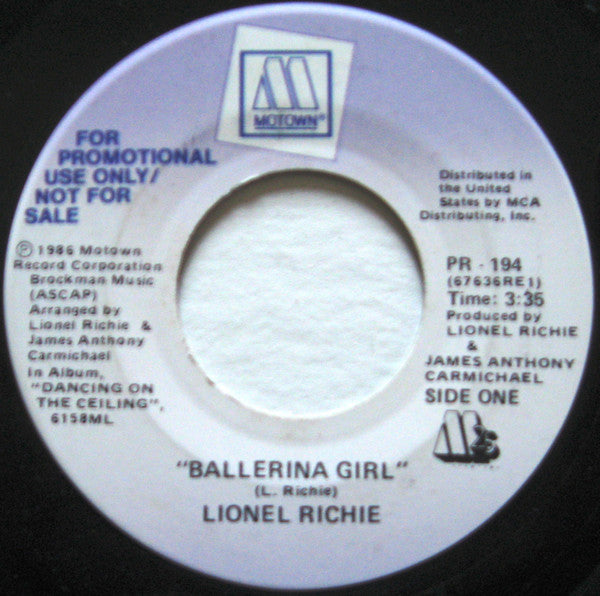 MOTOWN®
FOR
PROMOTIONAL
USE ONLY/
NOT FOR
SALE
Ⓟ 1986 Motown
Record Corporation
Brockman Music
(ASCAP)
Arranged by
Lionel Richie &
James Anthony
Carmichael
In Album,
"DANCING ON
THE CEILING",
6158ML
Distributed in
the United
States by MCA
Distributing, Inc.
PR - 194
(67636RE1)
Time: 3:35
Produced by
LIONEL RICHIE
&
JAMES ANTHONY
CARMICHAEL
SIDE ONE
"BALLERINA GIRL"
(L. Richie)
LIONEL RICHIE